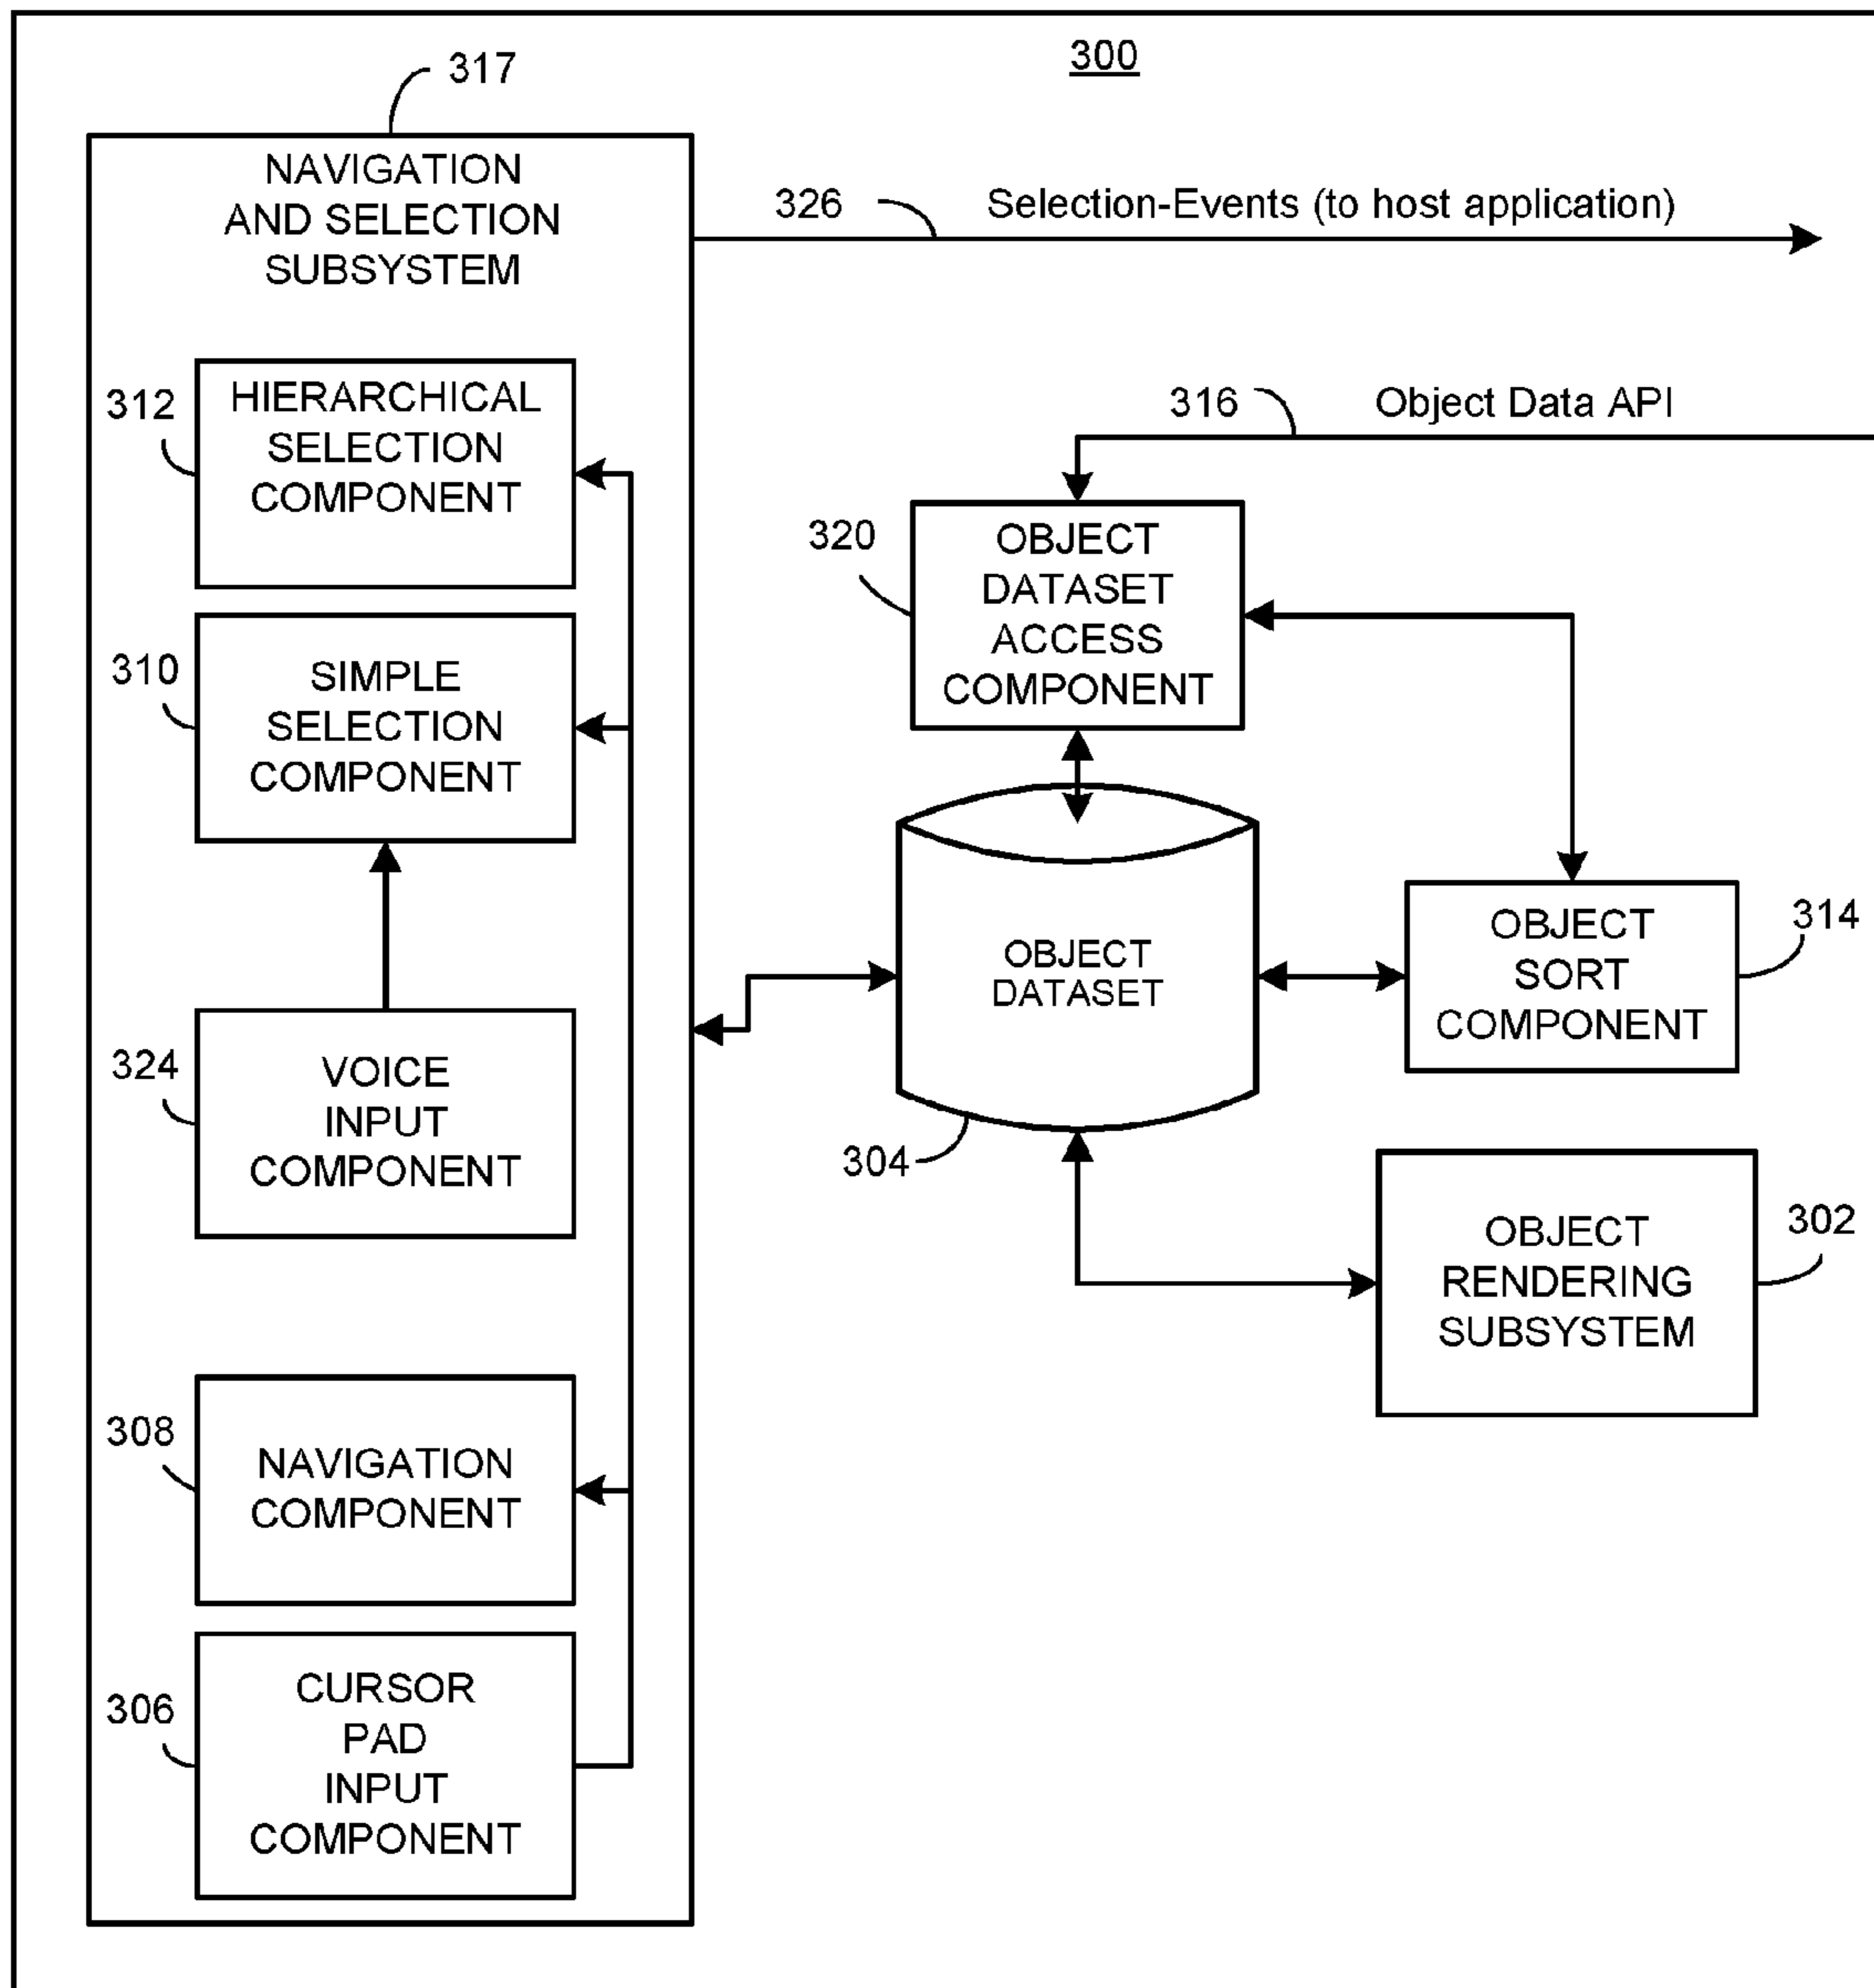 300
317
NAVIGATION
AND SELECTION
SUBSYSTEM
326
Selection-Events (to host application)
312
HIERARCHICAL
SELECTION
COMPONENT
316
Object Data API
320
OBJECT
DATASET
ACCESS
COMPONENT
310
SIMPLE
SELECTION
COMPONENT
314
OBJECT
SORT
COMPONENT
OBJECT
DATASET
304
324
VOICE
INPUT
COMPONENT
302
OBJECT
RENDERING
SUBSYSTEM
308
NAVIGATION
COMPONENT
306
CURSOR
PAD
INPUT
COMPONENT